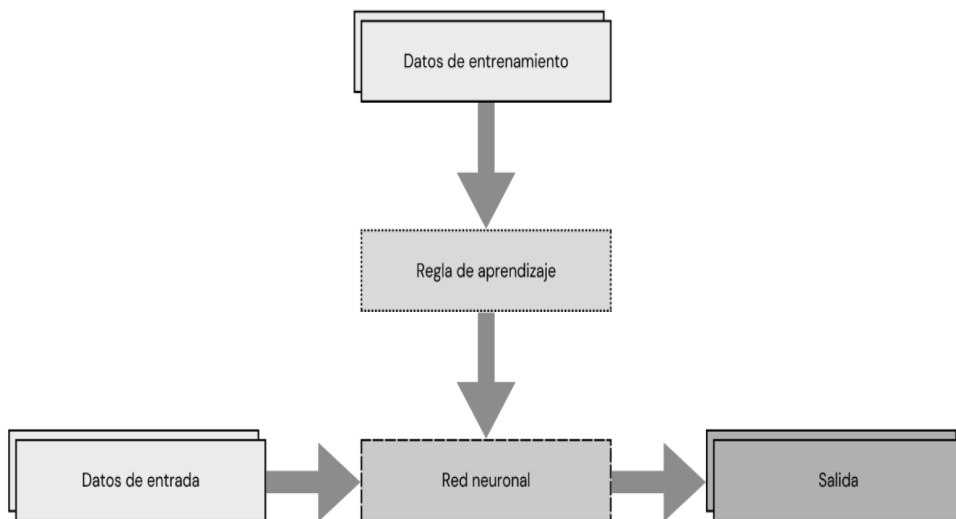 Datos de entrenamiento
Regla de aprendizaje
Datos de entrada
Red neuronal
Salida